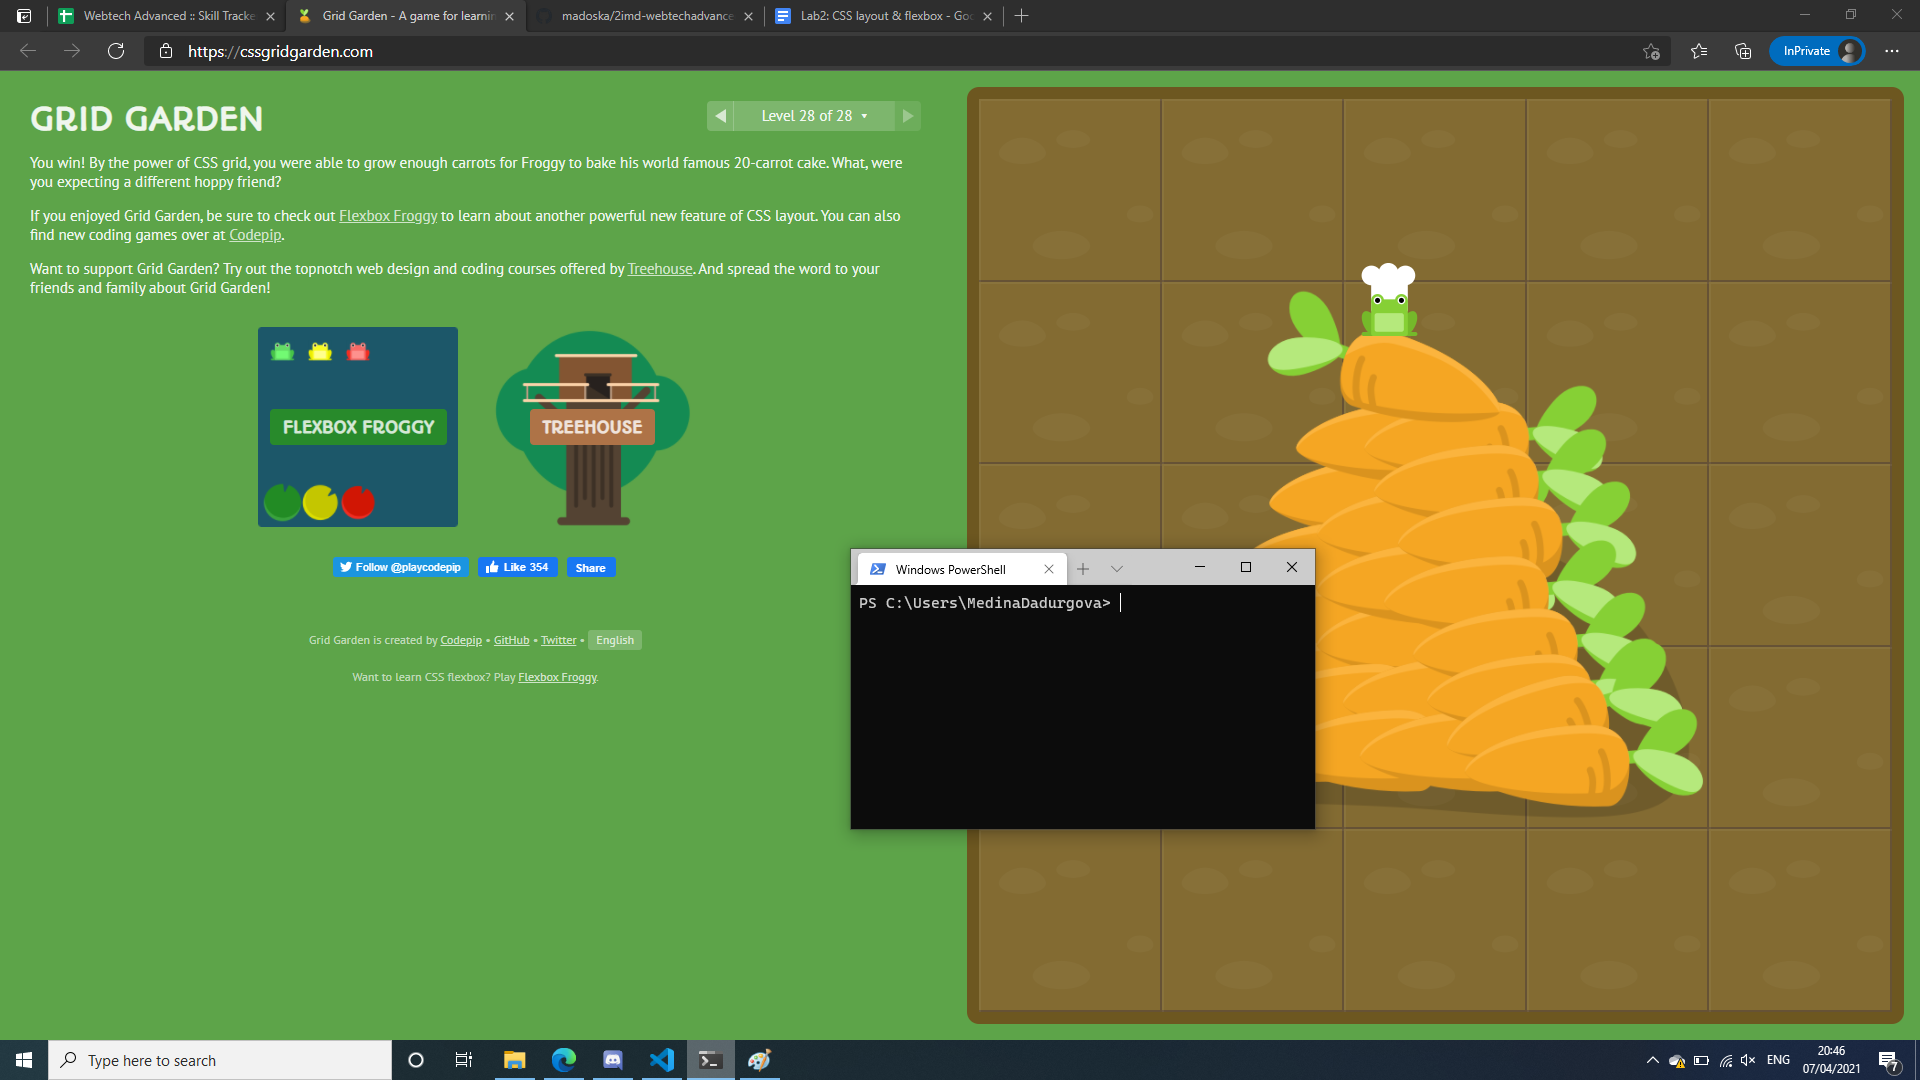 Webtech Advanced :: Skill Tracke
Grid Garden - A game for learnin
madoska/2imd-webtechadvance
Lab2: CSS layout & flexbox - Goo
https://cssgridgarden.com
InPrivate
GRID GARDEN
Level 28 of 28
You win! By the power of CSS grid, you were able to grow enough carrots for Froggy to bake his world famous 20-carrot cake. What, were
you expecting a different hoppy friend?
If you enjoyed Grid Garden, be sure to check out Flexbox Froggy to learn about another powerful new feature of CSS layout. You can also
find new coding games over at Codepip.
Want to support Grid Garden? Try out the topnotch web design and coding courses offered by Treehouse. And spread the word to your
friends and family about Grid Garden!
FLEXBOX FROGGY
TREEHOUSE
Follow @playcodepip
Like 354
Share
Grid Garden is created by Codepip • GitHub • Twitter • English
Want to learn CSS flexbox? Play Flexbox Froggy.
Windows PowerShell
PS C:\Users\MedinaDadurgova>
Type here to search
ENG
20:46
07/04/2021
7